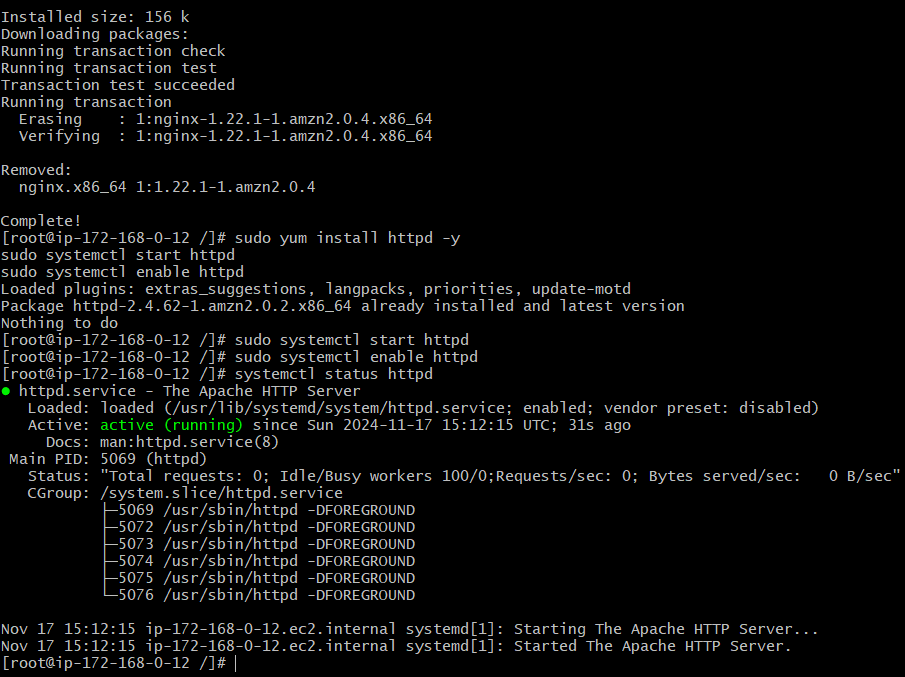 Installed size: 156 k
Downloading packages:
Running transaction check
Running transaction test
Transaction test succeeded
Running transaction
  Erasing    : 1:nginx-1.22.1-1.amzn2.0.4.x86_64
  Verifying  : 1:nginx-1.22.1-1.amzn2.0.4.x86_64

Removed:
  nginx.x86_64 1:1.22.1-1.amzn2.0.4

Complete!
[root@ip-172-168-0-12 /]# sudo yum install httpd -y
sudo systemctl start httpd
sudo systemctl enable httpd
Loaded plugins: extras_suggestions, langpacks, priorities, update-motd
Package httpd-2.4.62-1.amzn2.0.2.x86_64 already installed and latest version
Nothing to do
[root@ip-172-168-0-12 /]# sudo systemctl start httpd
[root@ip-172-168-0-12 /]# sudo systemctl enable httpd
[root@ip-172-168-0-12 /]# systemctl status httpd
● httpd.service - The Apache HTTP Server
   Loaded: loaded (/usr/lib/systemd/system/httpd.service; enabled; vendor preset: disabled)
   Active: active (running) since Sun 2024-11-17 15:12:15 UTC; 31s ago
     Docs: man:httpd.service(8)
 Main PID: 5069 (httpd)
   Status: "Total requests: 0; Idle/Busy workers 100/0;Requests/sec: 0; Bytes served/sec:   0 B/sec"
   CGroup: /system.slice/httpd.service
           ├─5069 /usr/sbin/httpd -DFOREGROUND
           ├─5072 /usr/sbin/httpd -DFOREGROUND
           ├─5073 /usr/sbin/httpd -DFOREGROUND
           ├─5074 /usr/sbin/httpd -DFOREGROUND
           ├─5075 /usr/sbin/httpd -DFOREGROUND
           └─5076 /usr/sbin/httpd -DFOREGROUND

Nov 17 15:12:15 ip-172-168-0-12.ec2.internal systemd[1]: Starting The Apache HTTP Server...
Nov 17 15:12:15 ip-172-168-0-12.ec2.internal systemd[1]: Started The Apache HTTP Server.
[root@ip-172-168-0-12 /]#